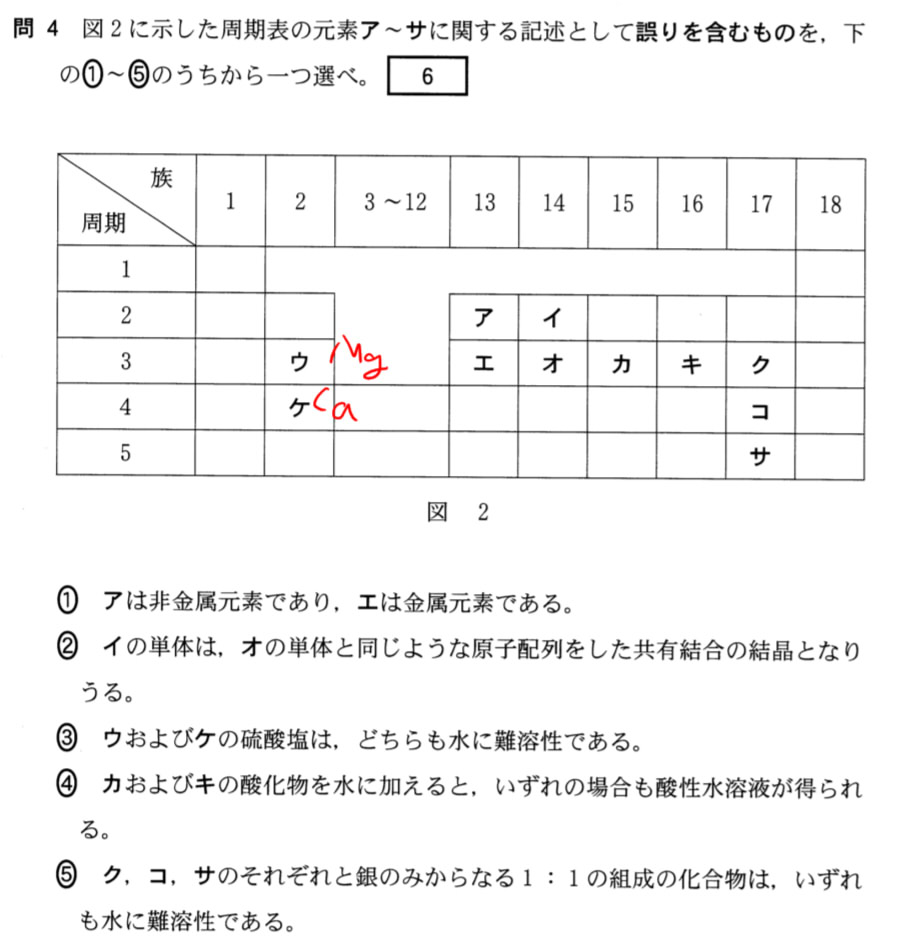 問 4 図2に示した周期表の元素ア〜サに関する記述として誤りを含むものを，下
の①〜⑤のうちから一つ選べ。 6
族
周期
1 2 3〜12 13 14 15 16 17 18
1
2 ア イ
3 ウ Mg エ オ カ キ ク
4 ケ Ca コ
5 サ
図 2
① アは非金属元素であり，エは金属元素である。
② イの単体は，オの単体と同じような原子配列をした共有結合の結晶となり
うる。
③ ウおよびケの硫酸塩は，どちらも水に難溶性である。
④ カおよびキの酸化物を水に加えると，いずれの場合も酸性水溶液が得られ
る。
⑤ ク，コ，サのそれぞれと銀のみからなる1：1の組成の化合物は，いずれ
も水に難溶性である。